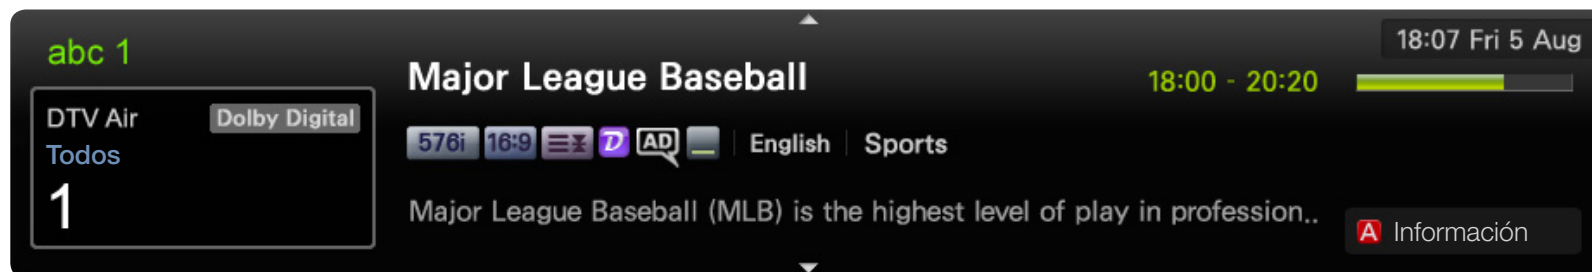 abc 1
DTV Air Dolby Digital
Todos
1
Major League Baseball 18:00 - 20:20
576i 16:9 D AD English Sports
Major League Baseball (MLB) is the highest level of play in profession..
18:07 Fri 5 Aug
A Información